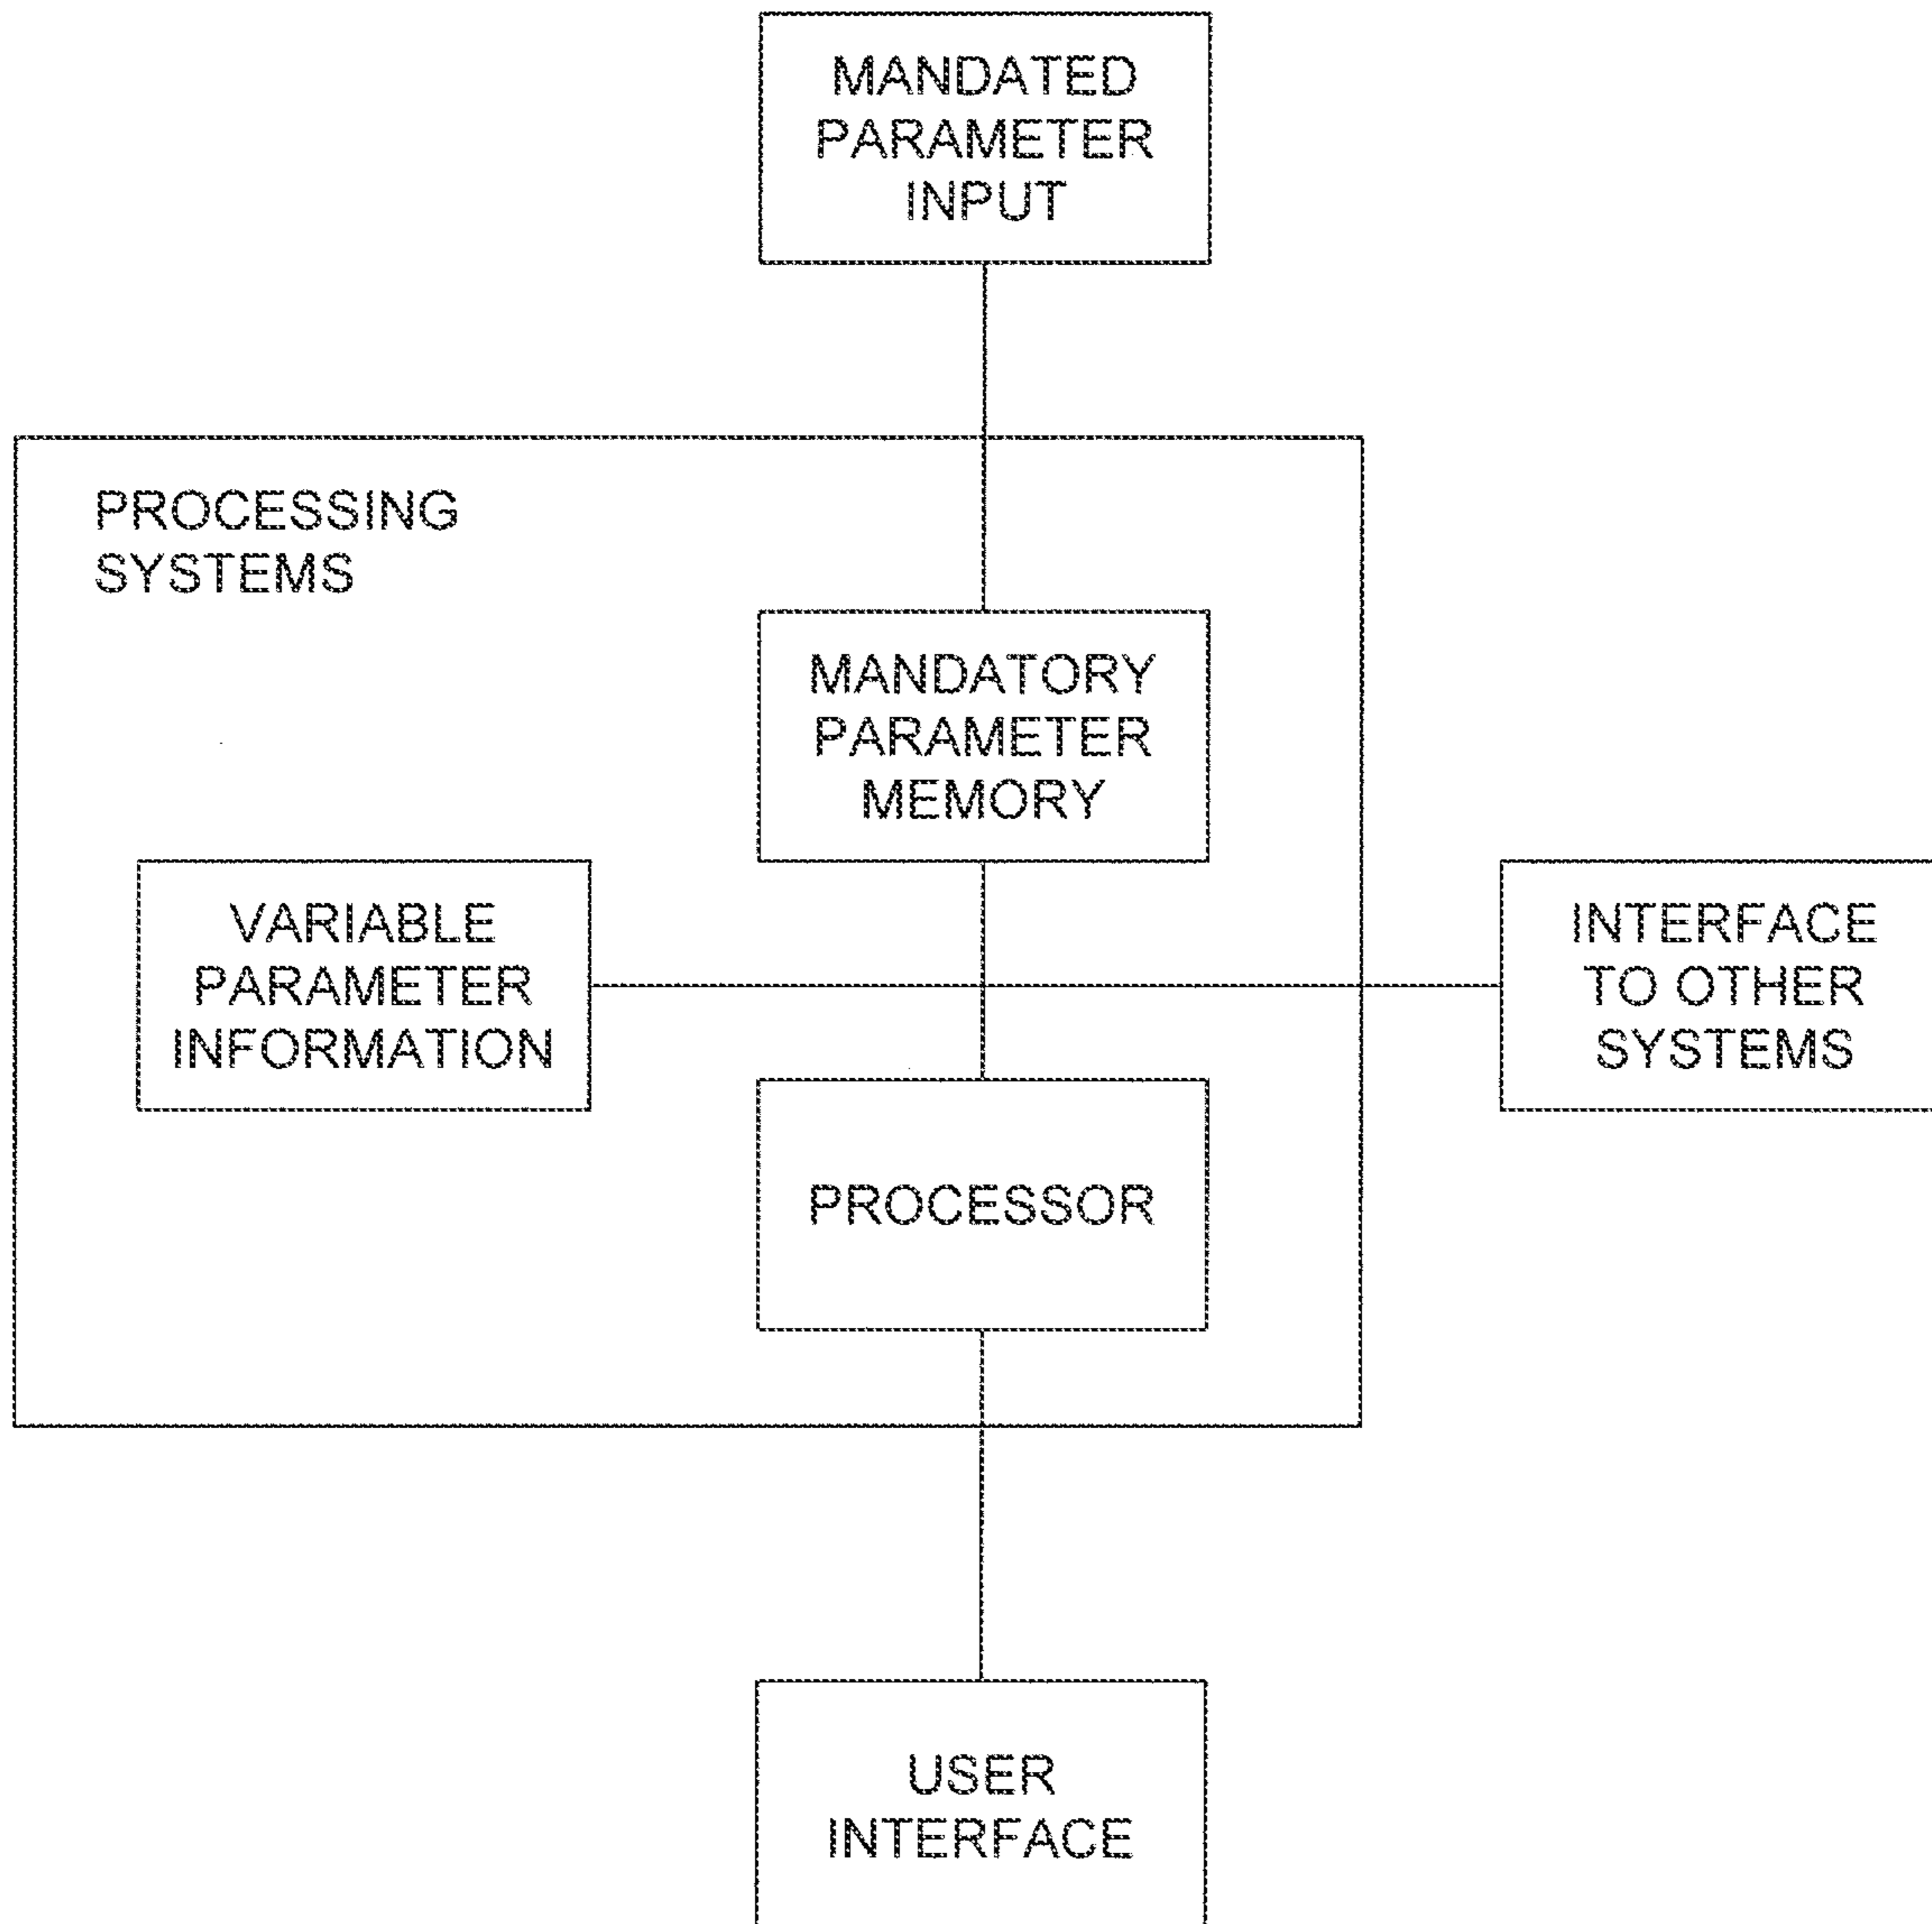 MANDATED
PARAMETER
INPUT
PROCESSING
SYSTEMS
MANDATORY
PARAMETER
MEMORY
VARIABLE
PARAMETER
INFORMATION
INTERFACE
TO OTHER
SYSTEMS
PROCESSOR
USER
INTERFACE